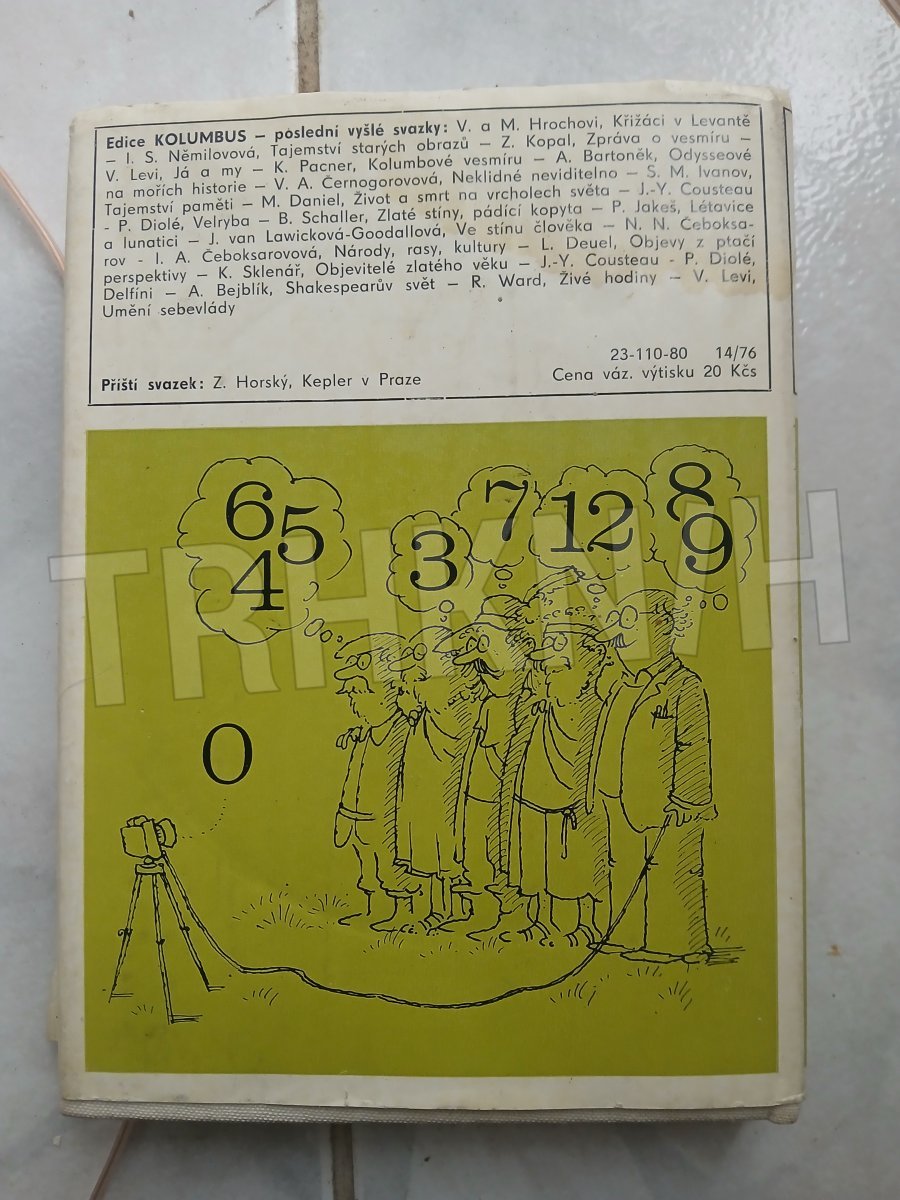 Edice KOLUMBUS – poslední vyšlé svazky: V. a M. Hrochovi, Křižáci v Levantě
– I. S. Němilovová, Tajemství starých obrazů – Z. Kopal, Zpráva o vesmíru –
V. Levi, Já a my – K. Pacner, Kolumbové vesmíru – A. Bartoněk, Odysseové
na mořích historie – V. A. Černogorovová, Neklidné neviditelno – S. M. Ivanov,
Tajemství paměti – M. Daniel, Život a smrt na vrcholech světa – J.-Y. Cousteau
- P. Diolé, Velryba – B. Schaller, Zlaté stíny, pádící kopyta – P. Jakeš, Létavice
a lunatici – J. van Lawicková-Goodallová, Ve stínu člověka – N. N. Čeboksa-
rov - I. A. Čeboksarovová, Národy, rasy, kultury – L. Deuel, Objevy z ptačí
perspektivy – K. Sklenář, Objevitelé zlatého věku – J.-Y. Cousteau - P. Diolé,
Delfíni – A. Bejblík, Shakespearův svět – R. Ward, Živé hodiny – V. Levi,
Umění sebevlády
23-110-80 14/76
Příští svazek: Z. Horský, Kepler v Praze
Cena váz. výtisku 20 Kčs
6 5 4
3
7
12
8 9
0
TRHKNIH